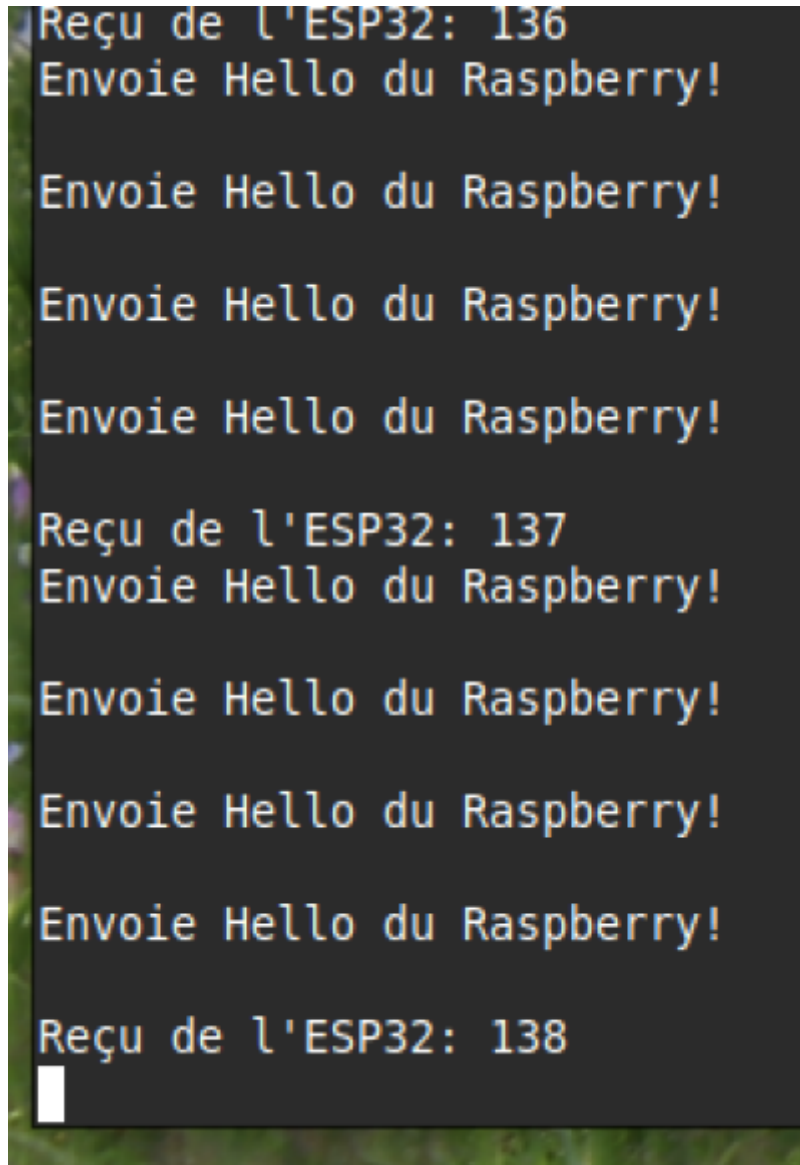 Reçu de l'ESP32: 136
Envoie Hello du Raspberry!
Envoie Hello du Raspberry!
Envoie Hello du Raspberry!
Envoie Hello du Raspberry!
Reçu de l'ESP32: 137
Envoie Hello du Raspberry!
Envoie Hello du Raspberry!
Envoie Hello du Raspberry!
Envoie Hello du Raspberry!
Reçu de l'ESP32: 138